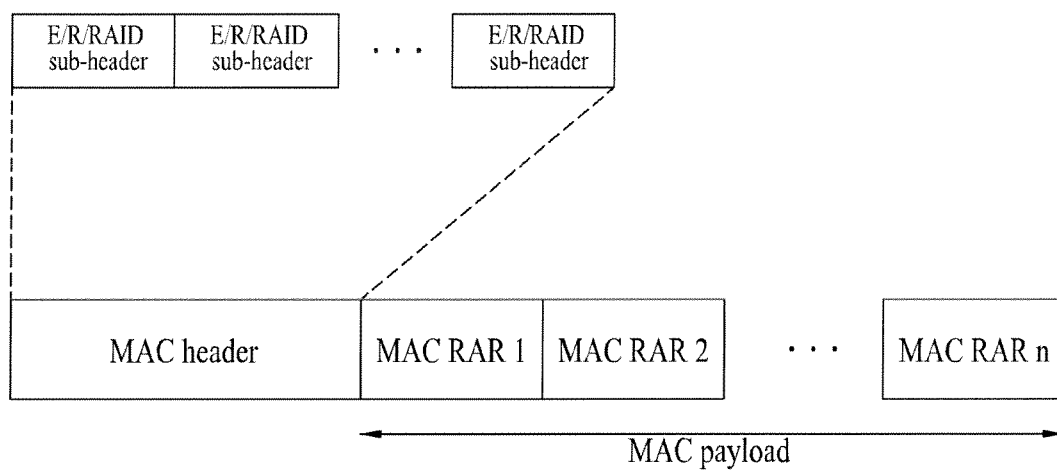 E/R/RAID E/R/RAID . . . E/R/RAID
sub-header sub-header sub-header
MAC header MAC RAR 1 MAC RAR 2 . . . MAC RAR n
MAC payload